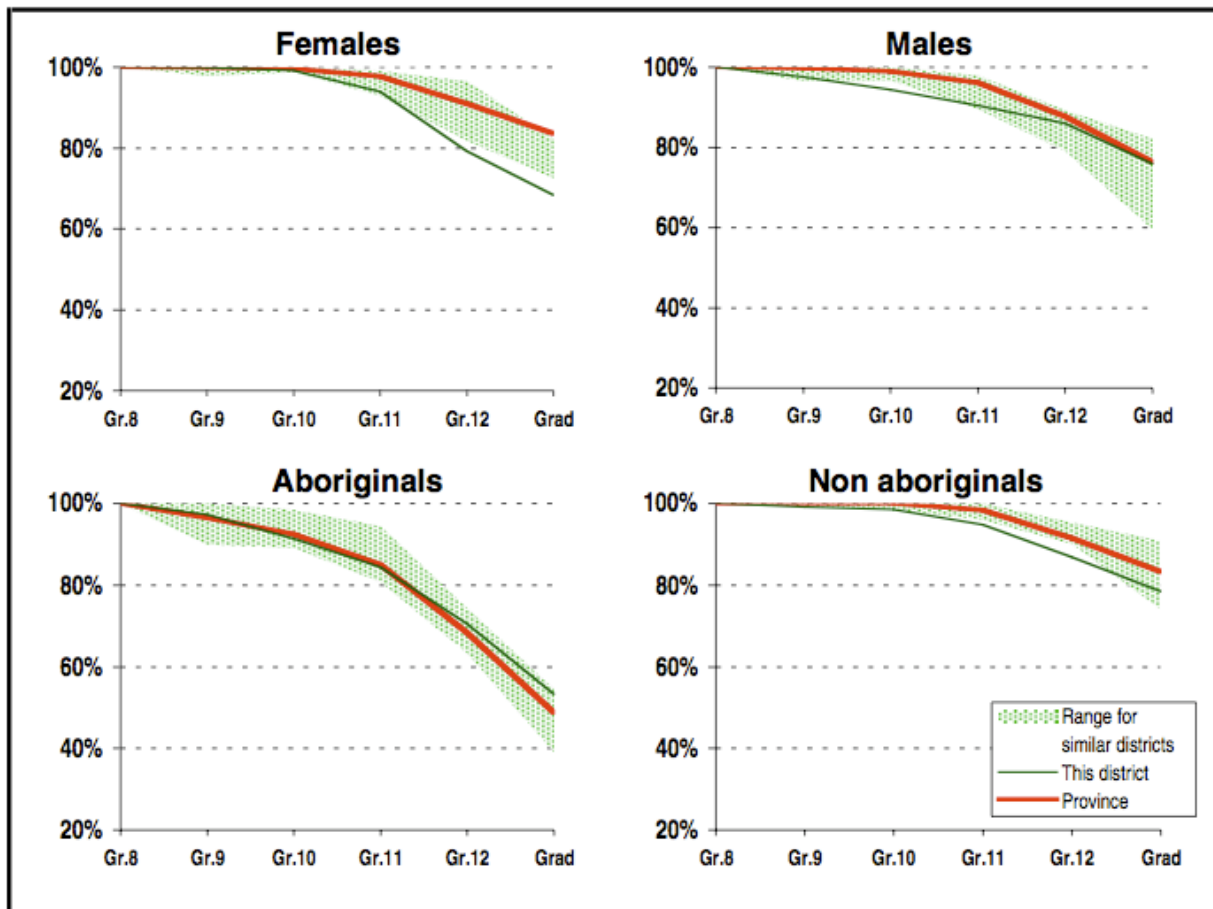 Females
100%
80%
60%
40%
20%
Gr.8 Gr.9 Gr.10 Gr.11 Gr.12 Grad
Males
100%
80%
60%
40%
20%
Gr.8 Gr.9 Gr.10 Gr.11 Gr.12 Grad
Aboriginals
100%
80%
60%
40%
20%
Gr.8 Gr.9 Gr.10 Gr.11 Gr.12 Grad
Non aboriginals
100%
80%
60%
40%
20%
Gr.8 Gr.9 Gr.10 Gr.11 Gr.12 Grad
Range for
similar districts
This district
Province